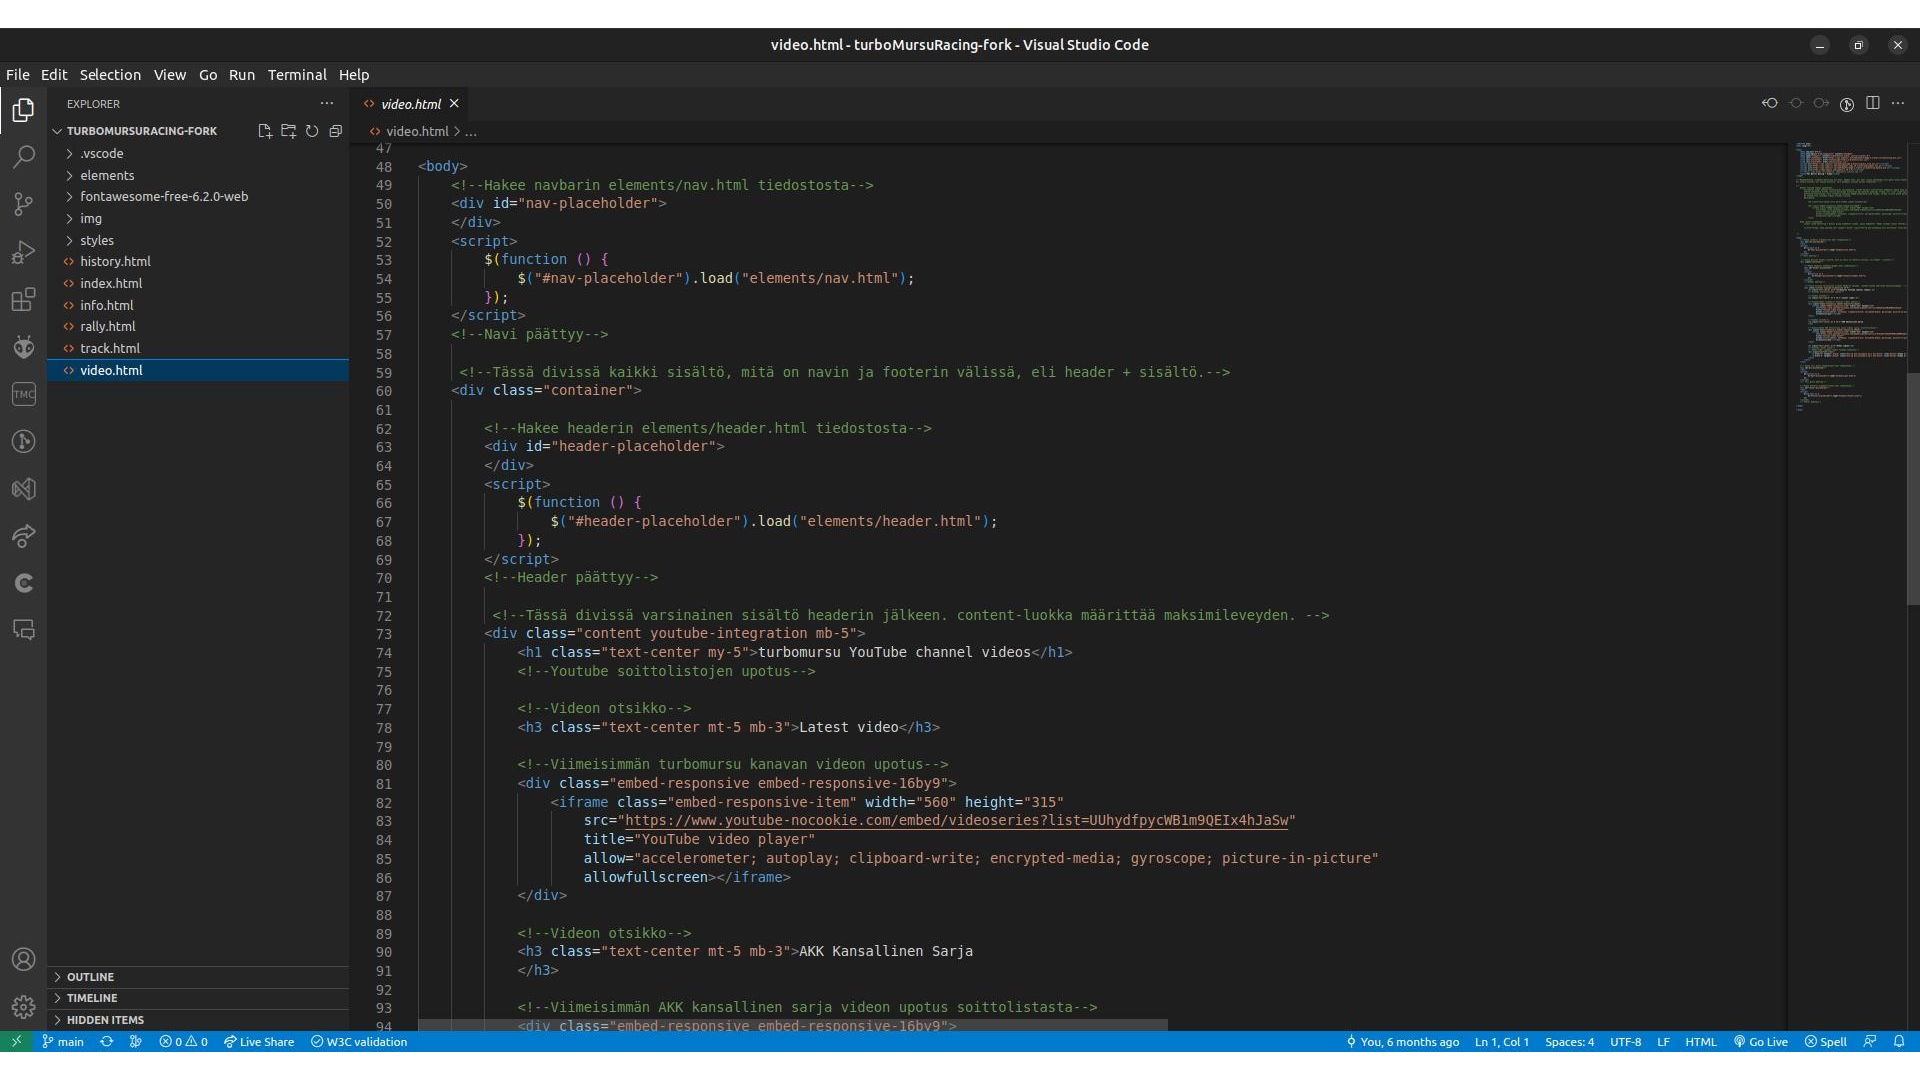 video.html - turboMursuRacing-fork - Visual Studio Code
File Edit Selection View Go Run Terminal Help
EXPLORER
TURBOMURSURACING-FORK
.vscode
elements
fontawesome-free-6.2.0-web
img
styles
history.html
index.html
info.html
rally.html
track.html
video.html
TMC
OUTLINE
TIMELINE
HIDDEN ITEMS
video.html
video.html > ...
47
48 <body>
49 <!--Hakee navbarin elements/nav.html tiedostosta-->
50 <div id="nav-placeholder">
51 </div>
52 <script>
53 $(function () {
54 $("#nav-placeholder").load("elements/nav.html");
55 });
56 </script>
57 <!--Navi päättyy-->
58
59 <!--Tässä divissä kaikki sisältö, mitä on navin ja footerin välissä, eli header + sisältö.-->
60 <div class="container">
61
62 <!--Hakee headerin elements/header.html tiedostosta-->
63 <div id="header-placeholder">
64 </div>
65 <script>
66 $(function () {
67 $("#header-placeholder").load("elements/header.html");
68 });
69 </script>
70 <!--Header päättyy-->
71
72 <!--Tässä divissä varsinainen sisältö headerin jälkeen. content-luokka määrittää maksimileveyden. -->
73 <div class="content youtube-integration mb-5">
74 <h1 class="text-center my-5">turbomursu YouTube channel videos</h1>
75 <!--Youtube soittolistojen upotus-->
76
77 <!--Videon otsikko-->
78 <h3 class="text-center mt-5 mb-3">Latest video</h3>
79
80 <!--Viimeisimmän turbomursu kanavan videon upotus-->
81 <div class="embed-responsive embed-responsive-16by9">
82 <iframe class="embed-responsive-item" width="560" height="315"
83 src="https://www.youtube-nocookie.com/embed/videoseries?list=UUhydfpycWB1m9QEIx4hJaSw"
84 title="YouTube video player"
85 allow="accelerometer; autoplay; clipboard-write; encrypted-media; gyroscope; picture-in-picture"
86 allowfullscreen></iframe>
87 </div>
88
89 <!--Videon otsikko-->
90 <h3 class="text-center mt-5 mb-3">AKK Kansallinen Sarja
91 </h3>
92
93 <!--Viimeisimmän AKK kansallinen sarja videon upotus soittolistasta-->
94 <div class="embed-responsive embed-responsive-16by9">
main 0 0 Live Share W3C validation You, 6 months ago Ln 1, Col 1 Spaces: 4 UTF-8 LF HTML Go Live Spell